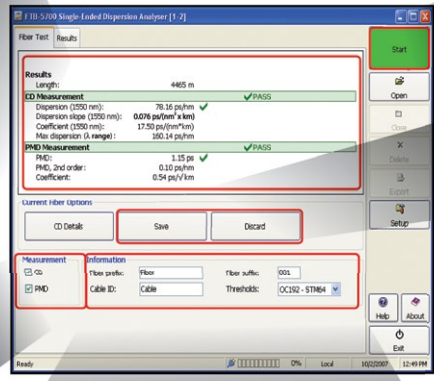 FTB-5700 Single-Ended Dispersion Analyser [1-2]
Fiber Test Results
Start
Results
Length: 4465 m
CD Measurement ✓PASS
Dispersion (1550 nm): 78.16 ps/nm ✓
Dispersion slope (1550 nm): 0.076 ps/(nm² x km)
Coefficient (1550 nm): 17.50 ps/(nm*km)
Max dispersion (λ range): 160.14 ps/nm
PMD Measurement ✓PASS
PMD: 1.15 ps ✓
PMD, 2nd order: 0.10 ps/nm
Coefficient: 0.54 ps/√km
Open
Close
Delete
Export
Setup
Current Fiber Options
CD Details Save Discard
Measurement
CD
PMD
Information
Fiber prefix: Fiber Fiber suffix: 001
Cable ID: Cable Thresholds: OC192 - STM64
Help About
Exit
Ready 0% Local 10/2/2007 12:49 PM